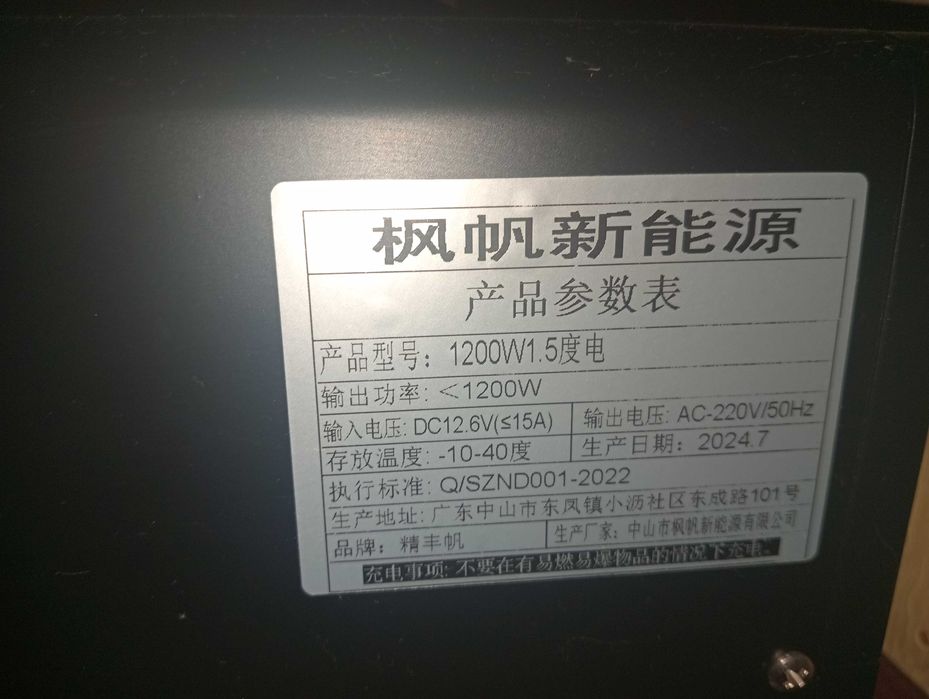 枫帆新能源
产品参数表
产品型号：1200W1.5度电
输出功率: <1200W
输入电压: DC12.6V(≤15A) 输出电压: AC-220V/50Hz
存放温度: -10-40度 生产日期：2024.7
执行标准: Q/SZND001-2022
生产地址: 广东中山市东凤镇小沥社区东成路101号
品牌：精丰帆 生产厂家：中山市枫帆新能源有限公司
充电事项: 不要在有易燃易爆物品的情况下充电。